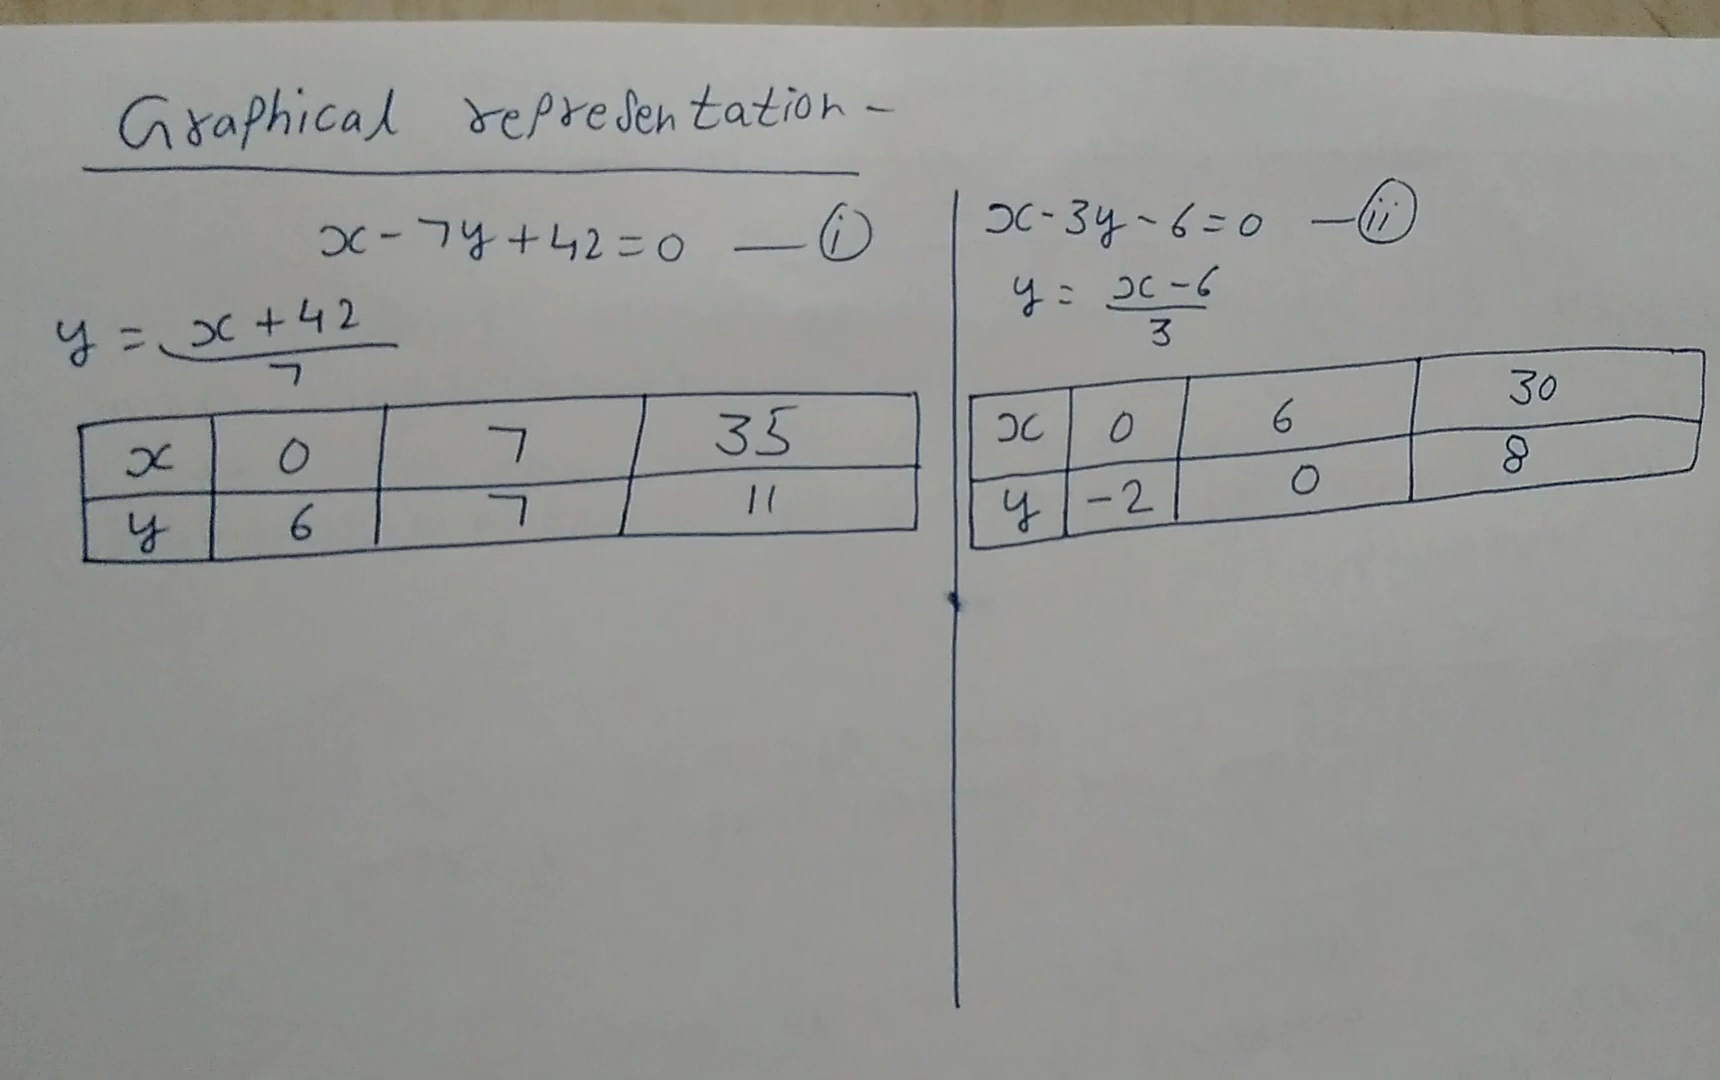 Graphical representation -
x - 7y + 42 = 0 — (i)
y = x + 42 / 7
x 0 7 35
y 6 7 11
x - 3y - 6 = 0 — (ii)
y = x - 6 / 3
x 0 6 30
y -2 0 8